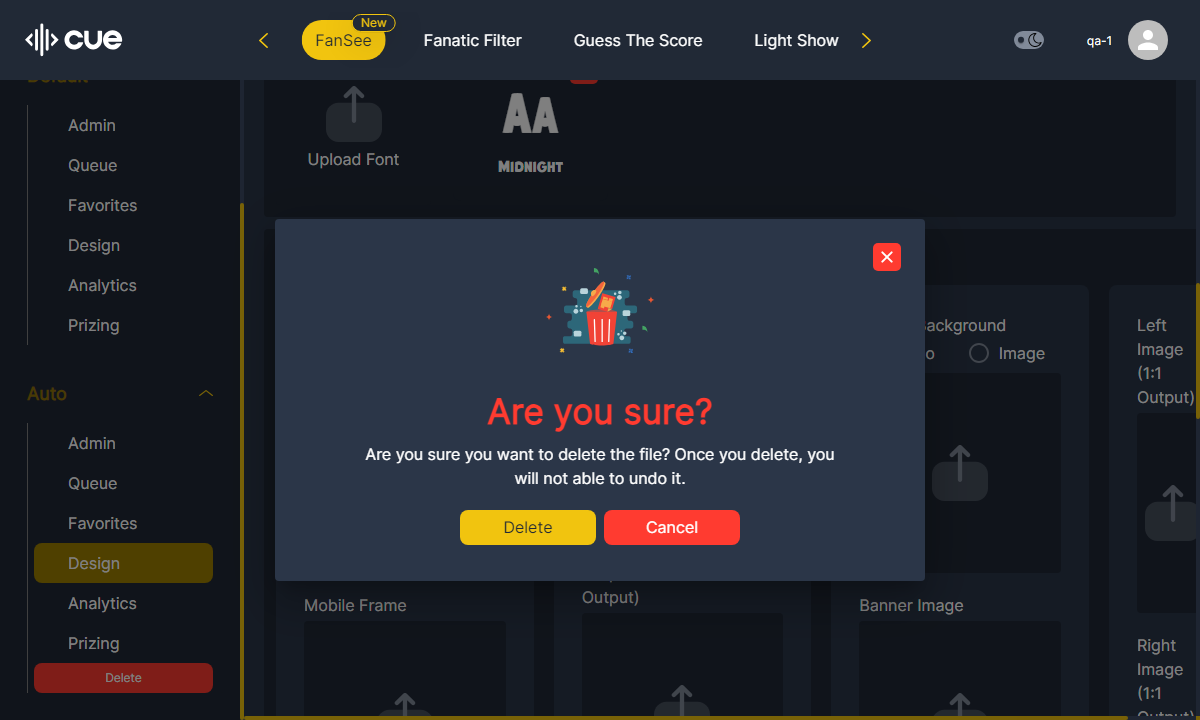 cue
FanSee
New
Fanatic Filter
Guess The Score
Light Show
qa-1
Default
Admin
Queue
Favorites
Design
Analytics
Prizing
Auto
Admin
Queue
Favorites
Design
Analytics
Prizing
Delete
Upload Font
AA
MIDNIGHT
Are you sure?
Are you sure you want to delete the file? Once you delete, you
will not able to undo it.
Delete
Cancel
Image
Left
Image
(1:1
Output)
Mobile Frame
Output)
Banner Image
Right
Image
(1:1
Output)